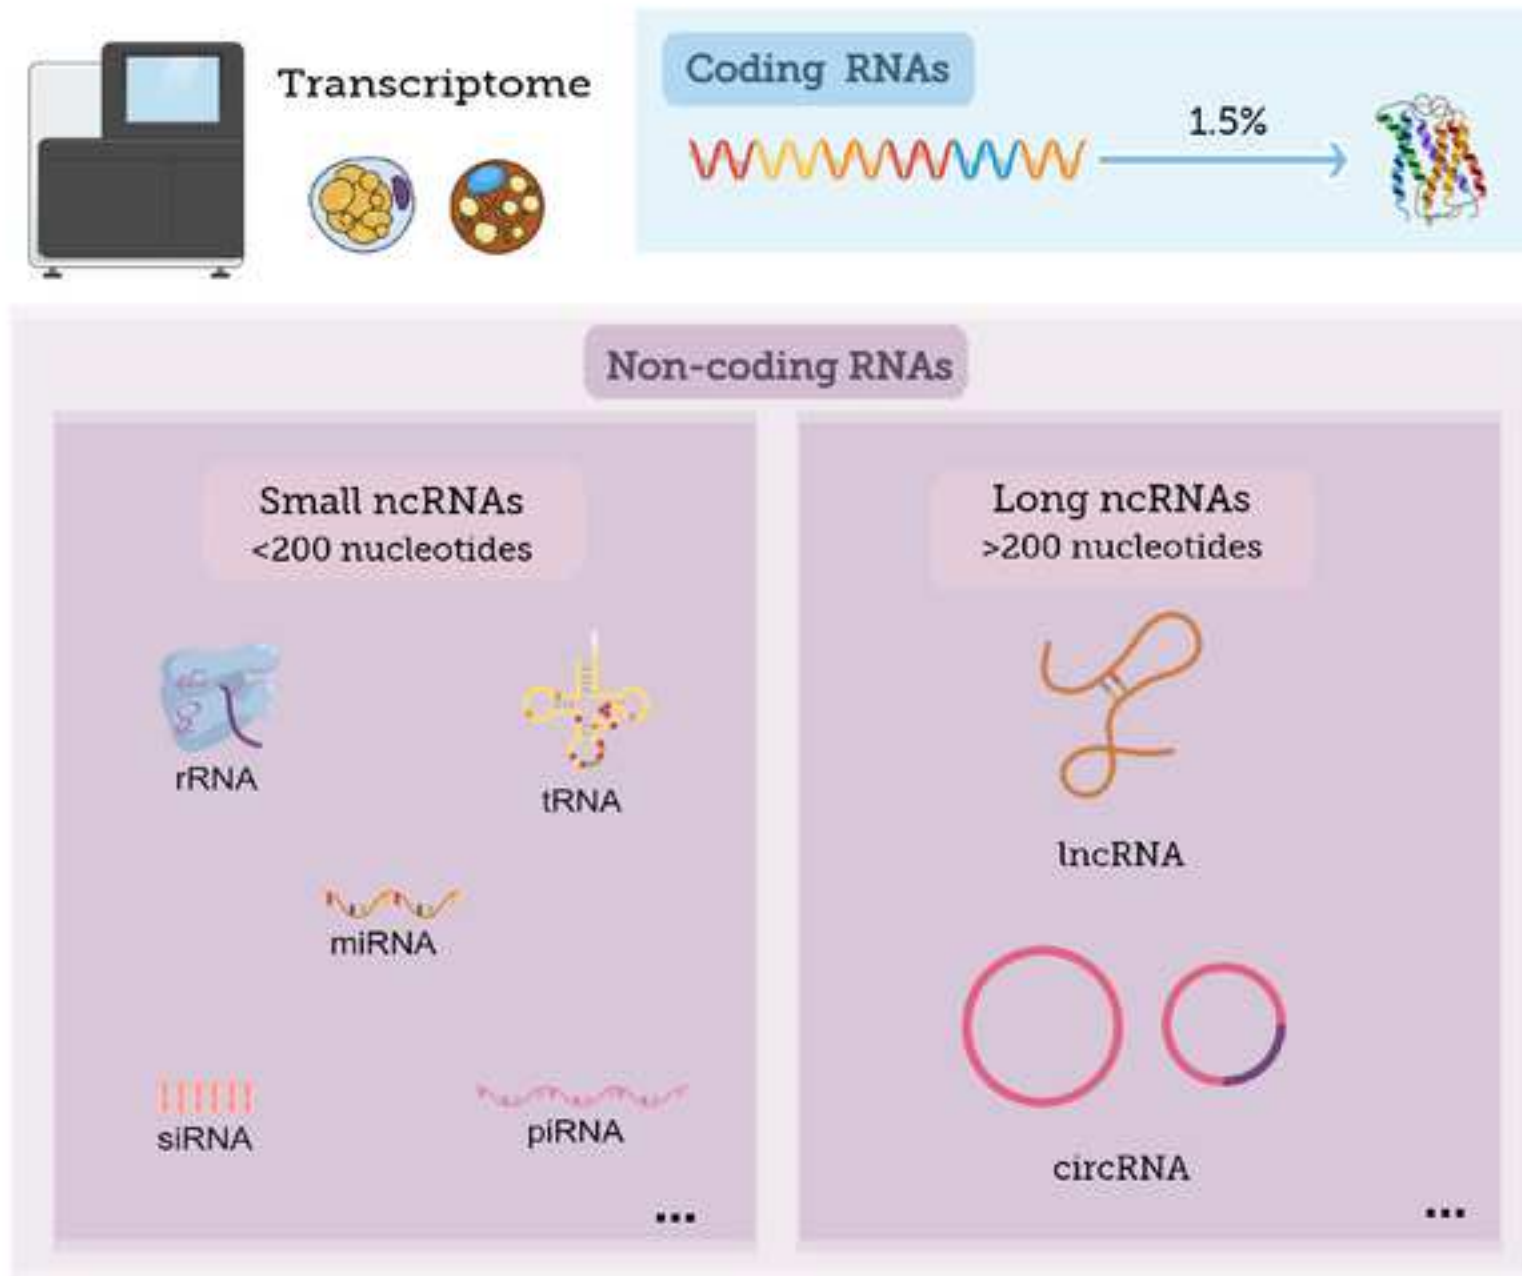 Transcriptome
Coding RNAs
1.5%
Non-coding RNAs
Small ncRNAs
<200 nucleotides
rRNA
tRNA
miRNA
siRNA
piRNA
...
Long ncRNAs
>200 nucleotides
lncRNA
circRNA
...